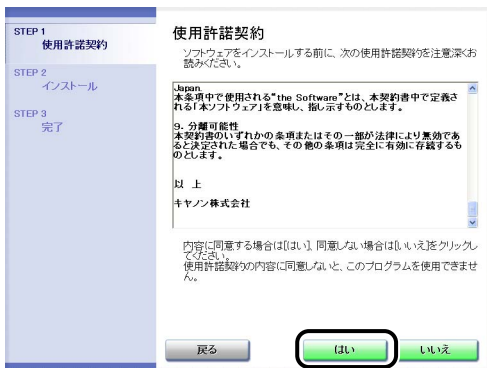 STEP 1
使用許諾契約
STEP 2
インストール
STEP 3
完了
使用許諾契約
ソフトウェアをインストールする前に、次の使用許諾契約を注意深くお
読みください。
Japan.
本条項中で使用される"the Software"とは、本契約書中で定義さ
れる「本ソフトウェア」を意味し、指し示すものとします。
9. 分離可能性
本契約書のいずれかの条項またはその一部が法律により無効であ
ると決定された場合でも、その他の条項は完全に有効に存続するも
のとします。
以 上
キヤノン株式会社
内容に同意する場合は[はい]、同意しない場合は[いいえ]をクリックし
てください。
使用許諾契約の内容に同意しないと、このプログラムを使用できませ
ん。
戻る
はい
いいえ